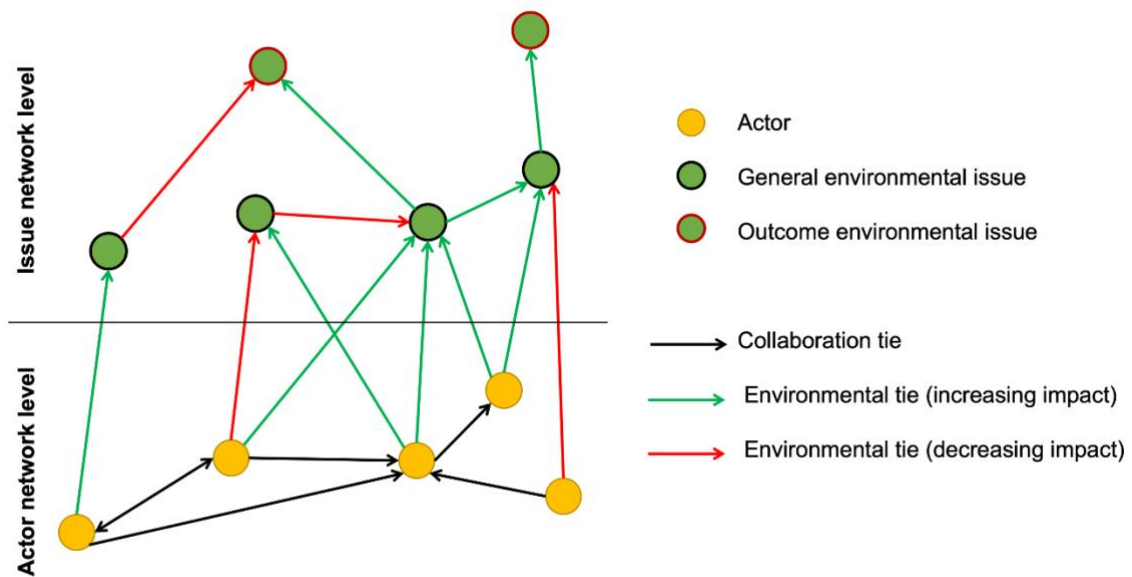 Issue network level
Actor network level
Actor
General environmental issue
Outcome environmental issue
Collaboration tie
Environmental tie (increasing impact)
Environmental tie (decreasing impact)